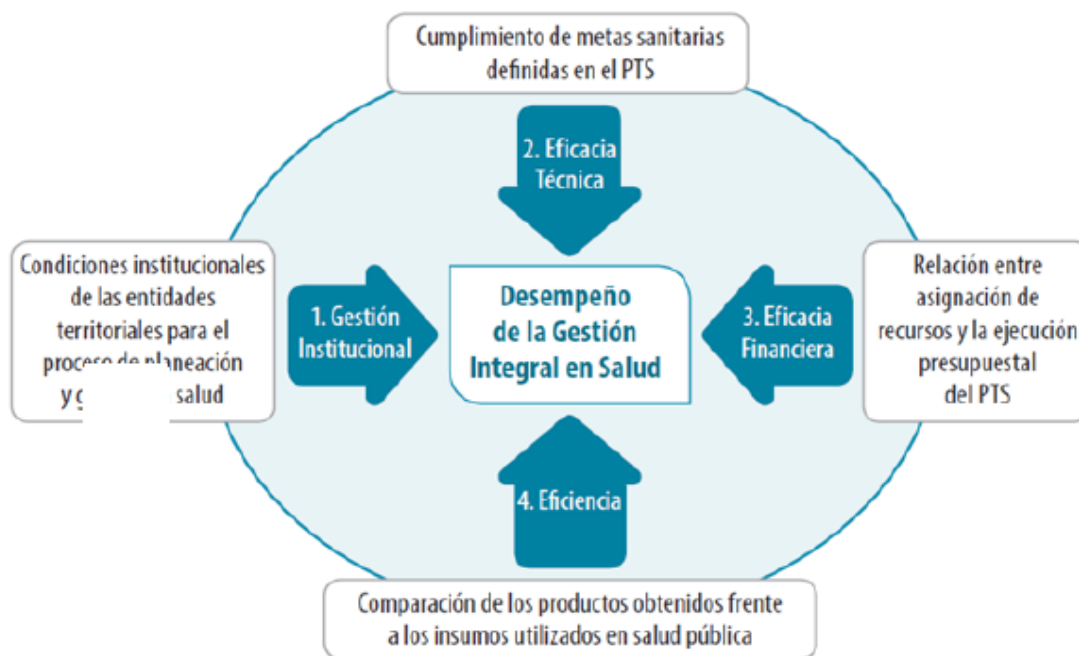 Cumplimiento de metas sanitarias
definidas en el PTS
2. Eficacia
Técnica
Condiciones institucionales
de las entidades
territoriales para el
de planeación
y salud
1. Gestión
Institucional
Desempeño
de la Gestión
Integral en Salud
3. Eficacia
Financiera
Relación entre
asignación de
recursos y la ejecución
presupuestal
del PTS
4. Eficiencia
Comparación de los productos obtenidos frente
a los insumos utilizados en salud pública